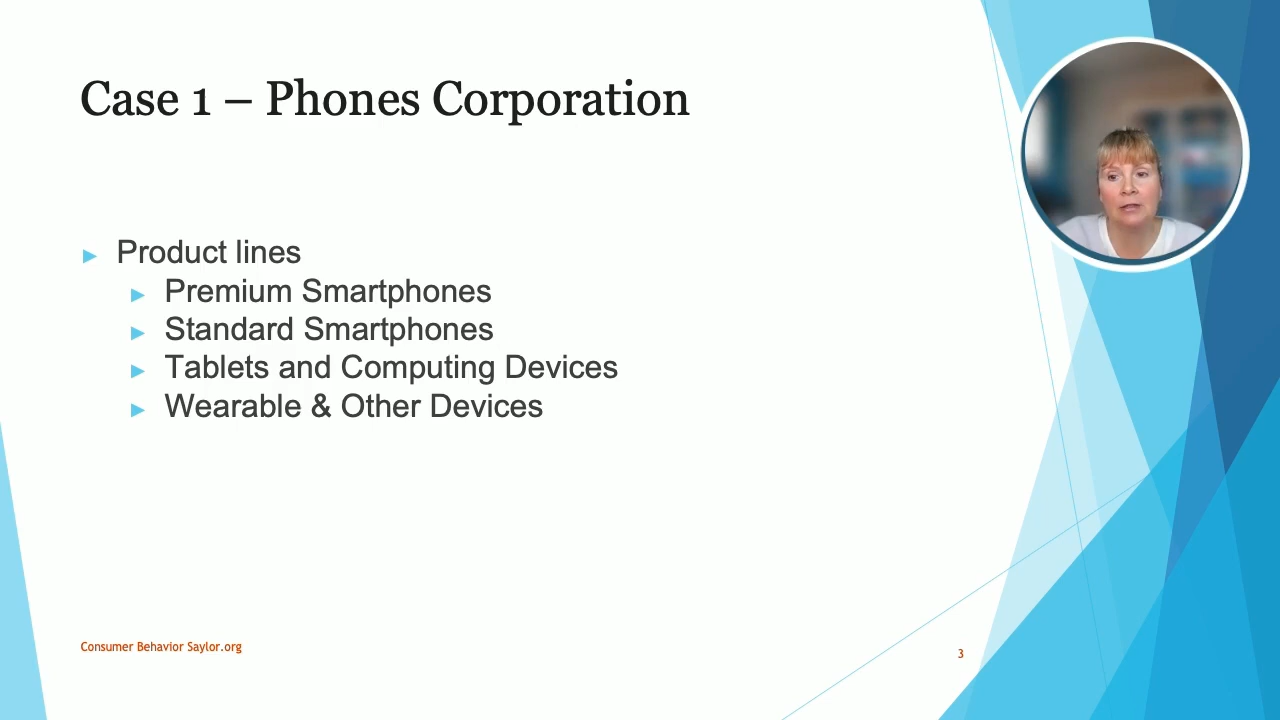 Case 1 – Phones Corporation
Product lines
Premium Smartphones
Standard Smartphones
Tablets and Computing Devices
Wearable & Other Devices
Consumer Behavior Saylor.org
3